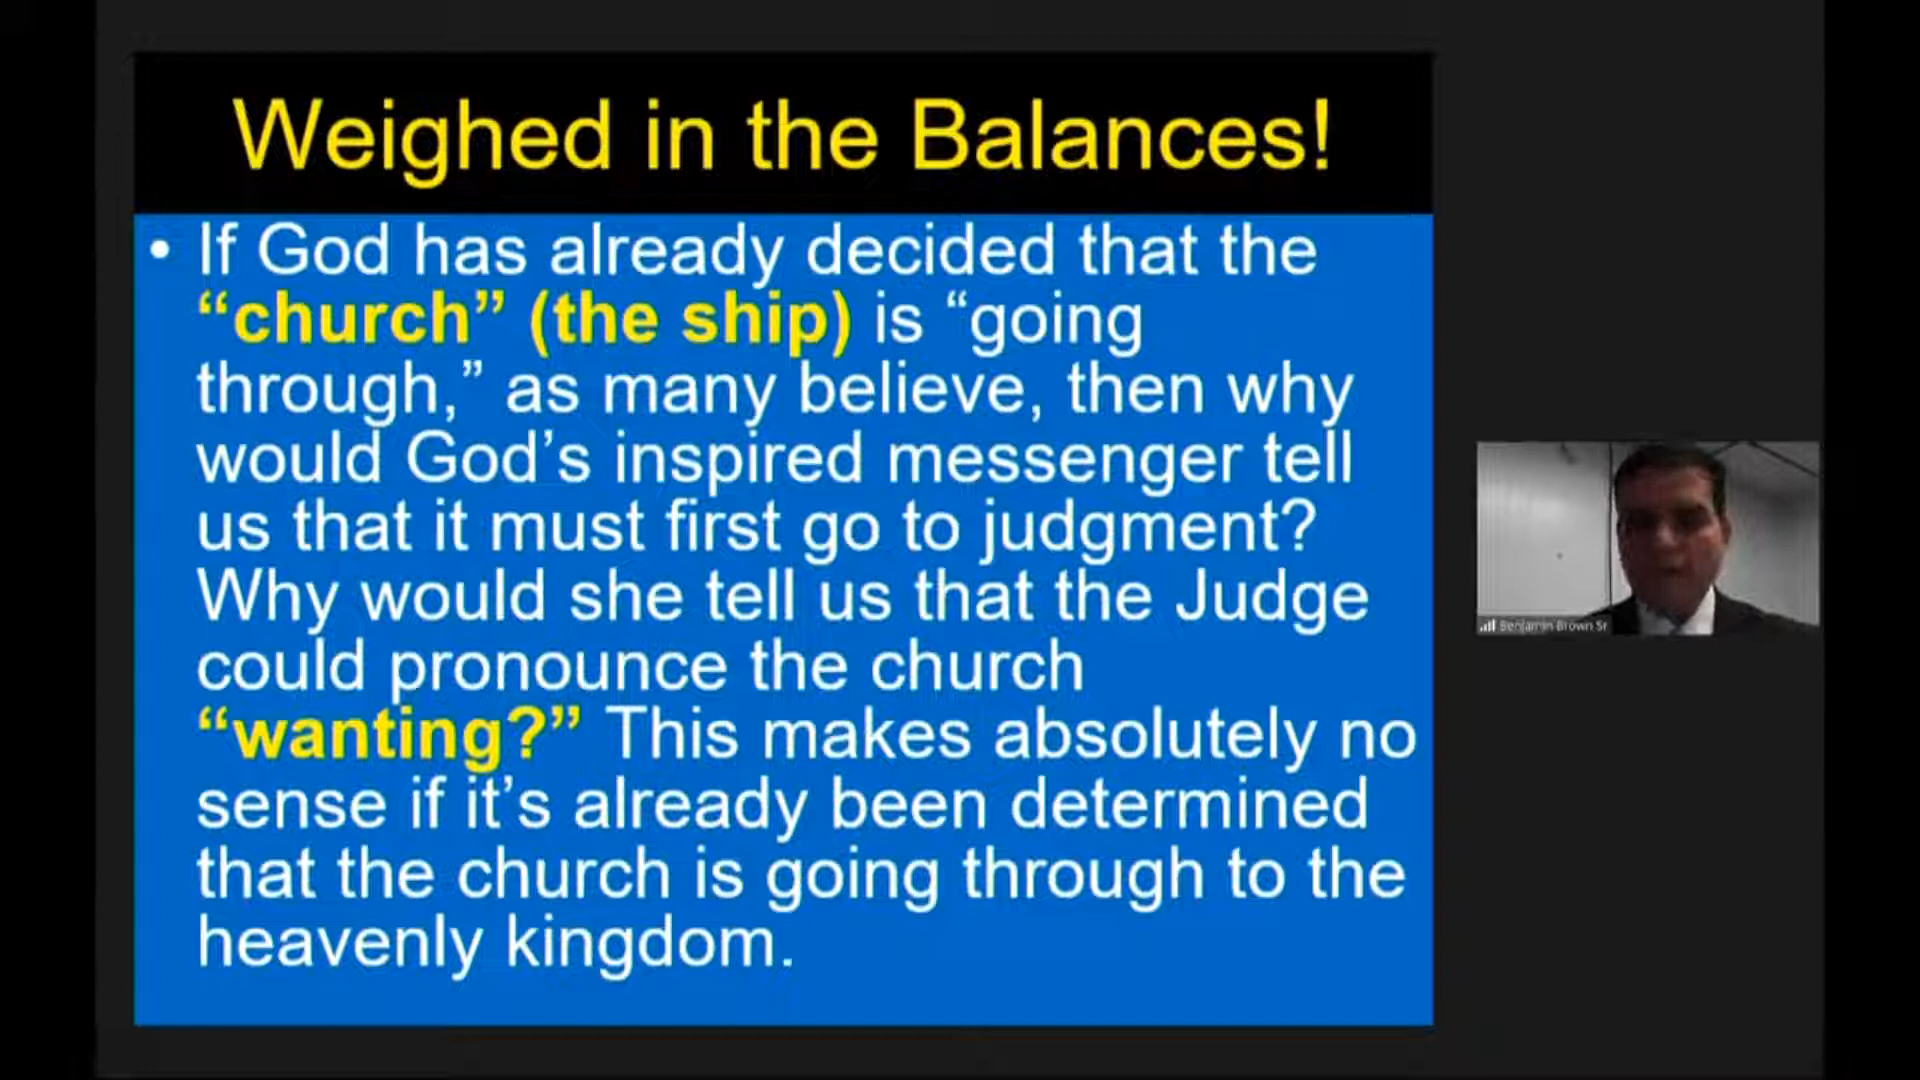 Weighed in the Balances!
• If God has already decided that the
“church” (the ship) is “going
through,” as many believe, then why
would God’s inspired messenger tell
us that it must first go to judgment?
Why would she tell us that the Judge
could pronounce the church
“wanting?” This makes absolutely no
sense if it’s already been determined
that the church is going through to the
heavenly kingdom.
Benjamin Brown Sr